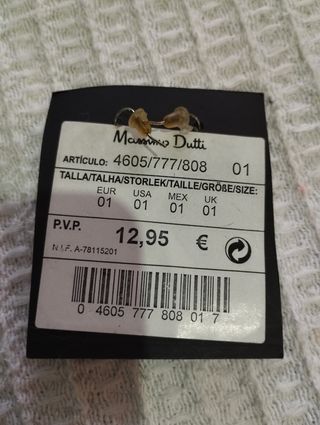 Massimo Dutti
ARTÍCULO: 4605/777/808 01
TALLA/TALHA/STORLEK/TAILLE/GRÖßE/SIZE:
EUR USA MEX UK
01 01 01 01
P.V.P. 12,95 €
N.I.F. A-78115201
0 4605 777 808 01 7